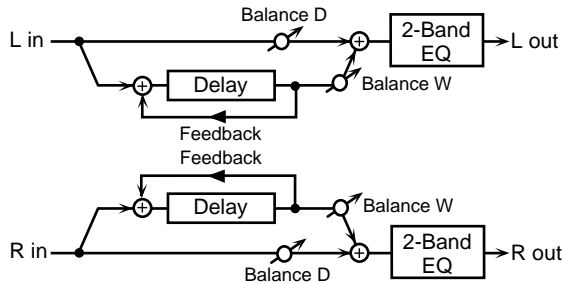 Balance D
L in
2-Band
EQ
L out
Delay
Balance W
Feedback
Feedback
Delay
Balance W
R in
2-Band
EQ
R out
Balance D